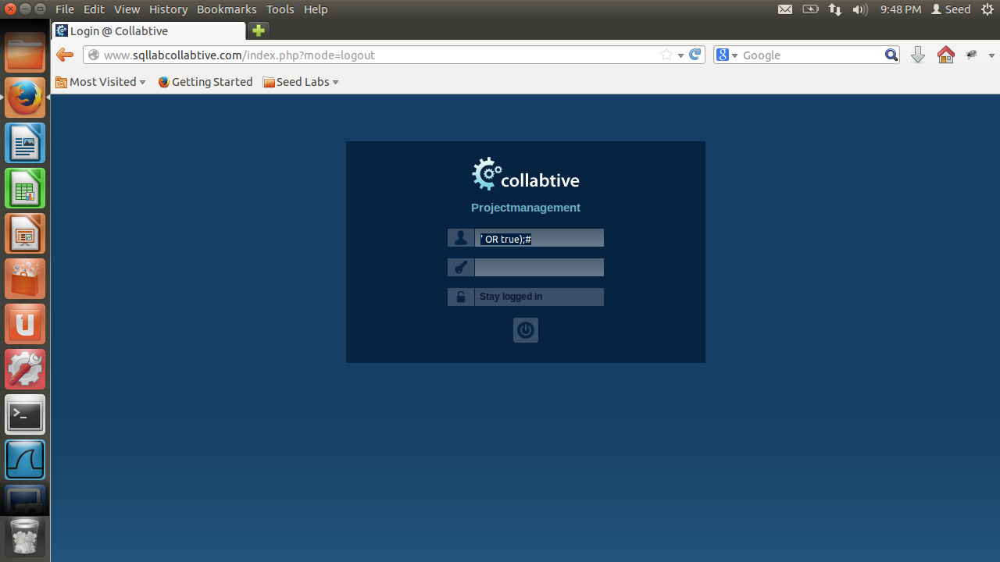 File Edit View History Bookmarks Tools Help
9:48 PM Seed
Login @ Collabtive
www.sqllabcollabtive.com/index.php?mode=logout
8 Google
Most Visited Getting Started Seed Labs
collabtive
Projectmanagement
' OR true);#
Stay logged in